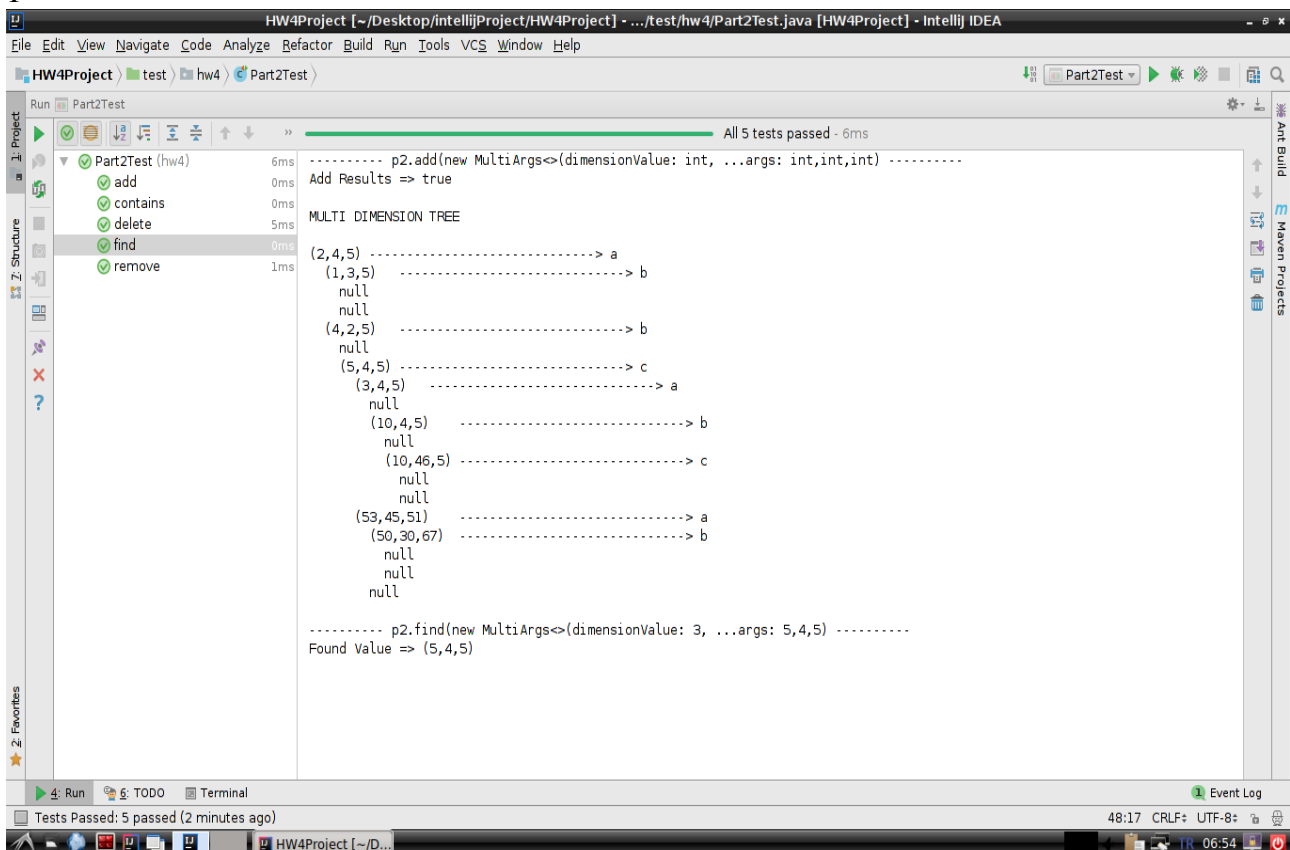 HW4Project [~/Desktop/intellijProject/HW4Project] - .../test/hw4/Part2Test.java [HW4Project] - IntelliJ IDEA
File Edit View Navigate Code Analyze Refactor Build Run Tools VCS Window Help
HW4Project test hw4 Part2Test
Part2Test
Run Part2Test
1: Project
7: Structure
2: Favorites
Ant Build
Maven Projects
All 5 tests passed - 6ms
Part2Test (hw4) 6ms
add 0ms
contains 0ms
delete 5ms
find 0ms
remove 1ms
---------- p2.add(new MultiArgs<>(dimensionValue: int, ...args: int,int,int) ----------
Add Results => true
MULTI DIMENSION TREE
(2,4,5) ------------------------------> a
(1,3,5) ------------------------------> b
null
null
(4,2,5) ------------------------------> b
null
(5,4,5) ------------------------------> c
(3,4,5) ------------------------------> a
null
(10,4,5) ------------------------------> b
null
(10,46,5) ------------------------------> c
null
null
(53,45,51) ------------------------------> a
(50,30,67) ------------------------------> b
null
null
null
---------- p2.find(new MultiArgs<>(dimensionValue: 3, ...args: 5,4,5) ----------
Found Value => (5,4,5)
4: Run 6: TODO Terminal
1 Event Log
Tests Passed: 5 passed (2 minutes ago)
48:17 CRLF UTF-8
HW4Project [~/D...
TR 06:54